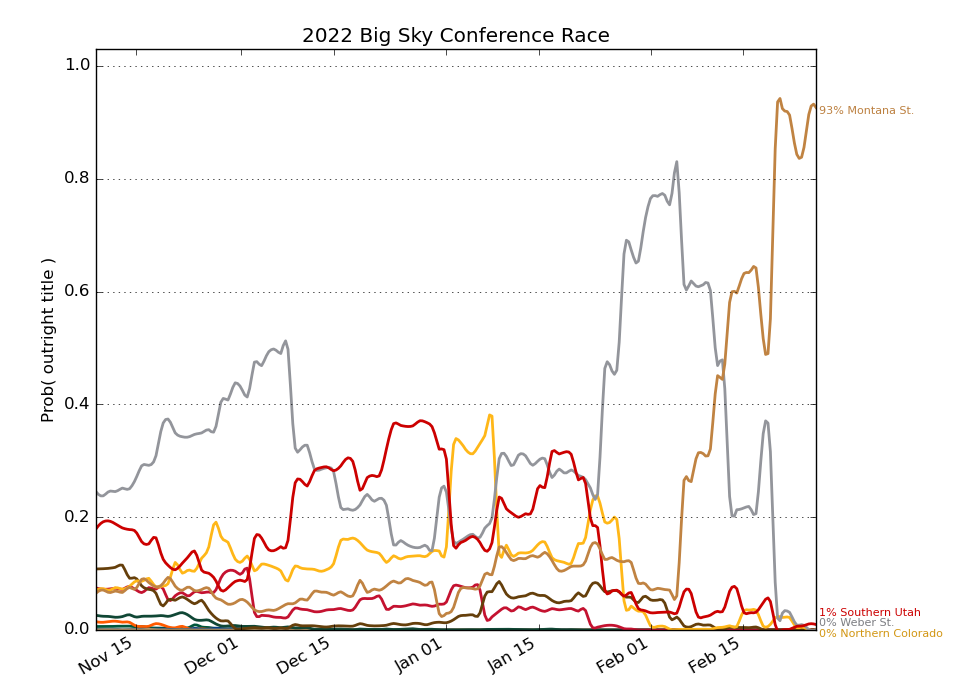 2022 Big Sky Conference Race
1.0
0.8
0.6
0.4
0.2
0.0
Prob( outright title )
93% Montana St.
1% Southern Utah
0% Weber St.
0% Northern Colorado
Nov 15
Dec 01
Dec 15
Jan 01
Jan 15
Feb 01
Feb 15